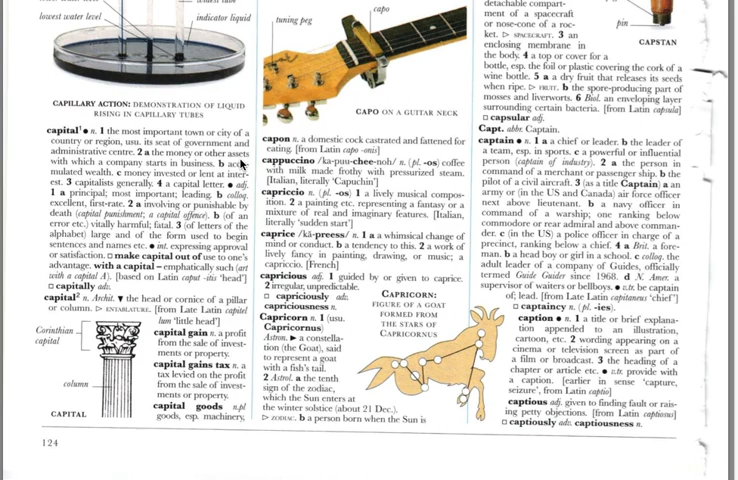 lowest water level
indicator liquid
CAPILLARY ACTION: DEMONSTRATION OF LIQUID
RISING IN CAPILLARY TUBES
capital¹ • n. 1 the most important town or city of a
country or region, usu. its seat of government and
administrative centre. 2 a the money or other assets
with which a company starts in business. b accu-
mulated wealth. c money invested or lent at inter-
est. 3 capitalists generally. 4 a capital letter. • adj.
1 a principal; most important; leading. b colloq.
excellent, first-rate. 2 a involving or punishable by
death (capital punishment; a capital offence). b (of an
error etc.) vitally harmful; fatal. 3 (of letters of the
alphabet) large and of the form used to begin
sentences and names etc. • int. expressing approval
or satisfaction. □ make capital out of use to one's
advantage. with a capital – emphatically such (art
with a capital A). [based on Latin caput -itis 'head']
□ capitally adv.
capital² n. Archit. ▼ the head or cornice of a pillar
or column. ▷ ENTABLATURE. [from Late Latin capitel
lum 'little head']
Corinthian
capital
column
CAPITAL
capital gain n. a profit
from the sale of invest-
ments or property.
capital gains tax n. a
tax levied on the profit
from the sale of invest-
ments or property.
capital goods n.pl
goods, esp. machinery,
124
tuning peg
capo
CAPO ON A GUITAR NECK
capon n. a domestic cock castrated and fattened for
eating. [from Latin capo -onis]
cappuccino /ka-puu-chee-noh/ n. (pl. -os) coffee
with milk made frothy with pressurized steam.
[Italian, literally 'Capuchin']
capriccio n. (pl. -os) 1 a lively musical compos-
ition. 2 a painting etc. representing a fantasy or a
mixture of real and imaginary features. [Italian,
literally 'sudden start']
caprice /kă-preess/ n. 1 a a whimsical change of
mind or conduct. b a tendency to this. 2 a work of
lively fancy in painting, drawing, or music; a
capriccio. [French]
capricious adj. 1 guided by or given to caprice.
2 irregular, unpredictable.
□ capriciously adv.
capriciousness n.
Capricorn n. 1 (usu.
Capricornus)
Astron. ► a constella-
tion (the Goat), said
to represent a goat
with a fish's tail.
2 Astrol. a the tenth
sign of the zodiac,
which the Sun enters at
the winter solstice (about 21 Dec.).
▷ ZODIAC. b a person born when the Sun is
CAPRICORN:
FIGURE OF A GOAT
FORMED FROM
THE STARS OF
CAPRICORNUS
detachable compart-
ment of a spacecraft
or nose-cone of a roc-
ket. ▷ SPACECRAFT. 3 an
enclosing membrane in
the body. 4 a top or cover for a
bottle, esp. the foil or plastic covering the cork of a
wine bottle. 5 a a dry fruit that releases its seeds
when ripe. ▷ FRUIT. b the spore-producing part of
mosses and liverworts. 6 Biol. an enveloping layer
surrounding certain bacteria. [from Latin capsula]
□ capsular adj.
pin
CAPSTAN
Capt. abbr. Captain.
captain • n. 1 a a chief or leader. b the leader of
a team, esp. in sports. c a powerful or influential
person (captain of industry). 2 a the person in
command of a merchant or passenger ship. b the
pilot of a civil aircraft. 3 (as a title Captain) a an
army or (in the US and Canada) air force officer
next above lieutenant. b a navy officer in
command of a warship; one ranking below
commodore or rear admiral and above comman-
der. c (in the US) a police officer in charge of a
precinct, ranking below a chief. 4 a Brit. a fore-
man. b a head boy or girl in a school. c colloq. the
adult leader of a company of Guides, officially
termed Guide Guider since 1968. d N. Amer. a
supervisor of waiters or bellboys. • v.tr. be captain
of; lead. [from Late Latin capitaneus 'chief']
□ captaincy n. (pl. -ies).
caption • n. 1 a title or brief explana-
tion appended to an illustration,
cartoon, etc. 2 wording appearing on a
cinema or television screen as part of
a film or broadcast. 3 the heading of a
chapter or article etc. • v.tr. provide with
a caption. [earlier in sense 'capture,
seizure', from Latin captio]
captious adj. given to finding fault or rais-
ing petty objections. [from Latin captiosus]
□ captiously adv. captiousness n.